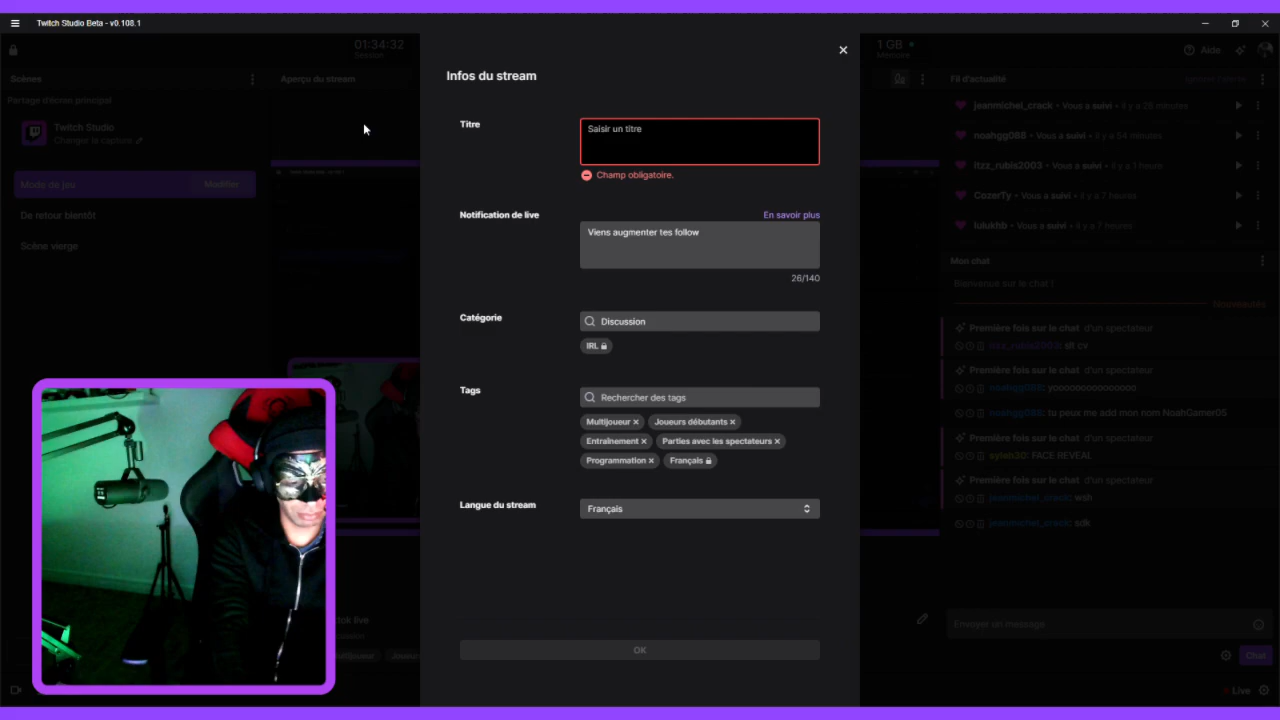 Twitch Studio Beta - v0.108.1
01:34:32
Session
1 GB
Mémoire
Aide
Scènes
Aperçu du stream
Partage d'écran principal
Twitch Studio
Changer la capture
Mode de jeu
Modifier
De retour bientôt
Scène vierge
Infos du stream
Titre
Saisir un titre
Champ obligatoire.
Notification de live
En savoir plus
Viens augmenter tes follow
26/140
Catégorie
Discussion
IRL
Tags
Rechercher des tags
Multijoueur × Joueurs débutants ×
Entraînement × Parties avec les spectateurs ×
Programmation × Français
Langue du stream
Français
OK
tok live
Fil d'actualité
jeanmichel_crack • Vous a suivi • il y a 28 minutes
noahgg088 • Vous a suivi • il y a 54 minutes
itzz_rubis2003 • Vous a suivi • il y a 1 heure
CozerTy • Vous a suivi • il y a 7 heures
lulukhb • Vous a suivi • il y a 7 heures
Mon chat
Bienvenue sur le chat !
Nouveautés
Première fois sur le chat d'un spectateur
itzz_rubis2003: slt cv
Première fois sur le chat d'un spectateur
noahgg088: yooooooooooooooo
noahgg088: tu peux me add mon nom NoahGamer05
Première fois sur le chat d'un spectateur
sylea30: FACE REVEAL
Première fois sur le chat d'un spectateur
jeanmichel_crack: wsh
jeanmichel_crack: sdk
Envoyer un message
Chat
Live